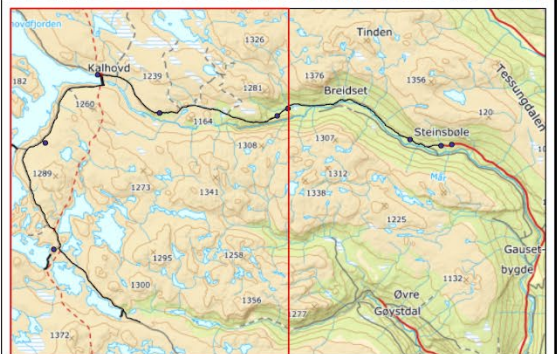 Tinden
1326
Kalhovd
182
1239
1376
1356
1281
Breidset
1260
120
1164
Tessungdalen
Steinsbøle
1308
1307
1289
1312
Mår
1273
1341
1338
1225
1258
1295
Gauset-
bygde
1132
1300
Øvre
Gøystdal
1356
1277
1372